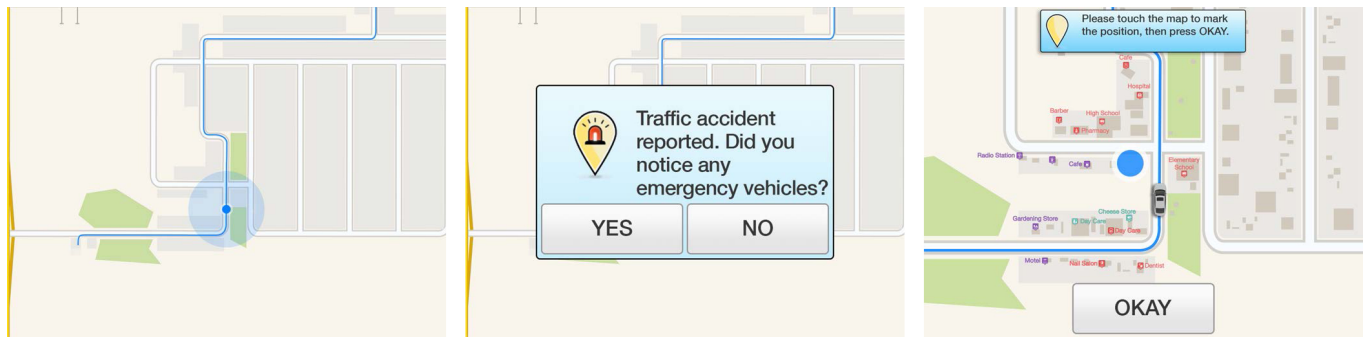 Traffic accident
reported. Did you
notice any
emergency vehicles?
YES
NO
Please touch the map to mark
the position, then press OKAY.
Cafe
Hospital
Barber
High School
Pharmacy
Radio Station
Cafe
Elementary
School
Cheese Store
Gardening Store
Day Care
Day Care
Motel
Nail Salon
Dentist
OKAY